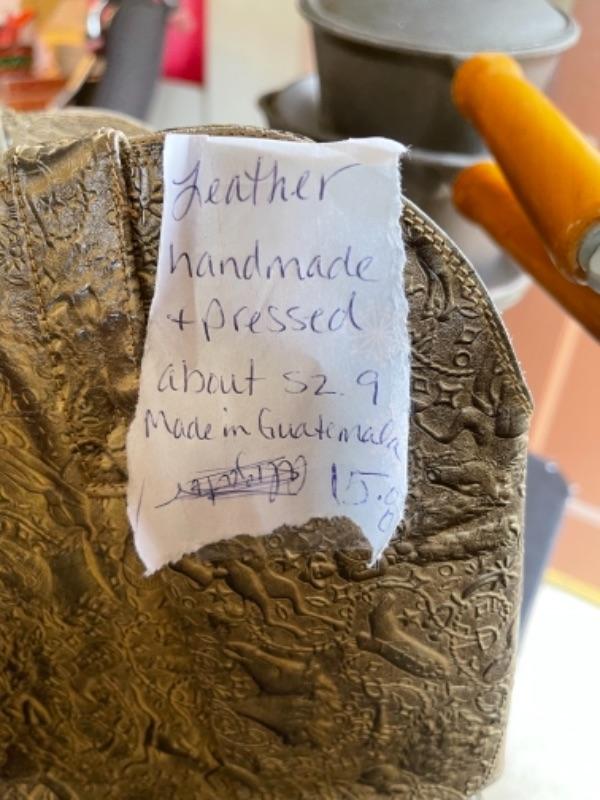 Leather
handmade
+ pressed
about sz. 9
Made in Guatemala
15.00